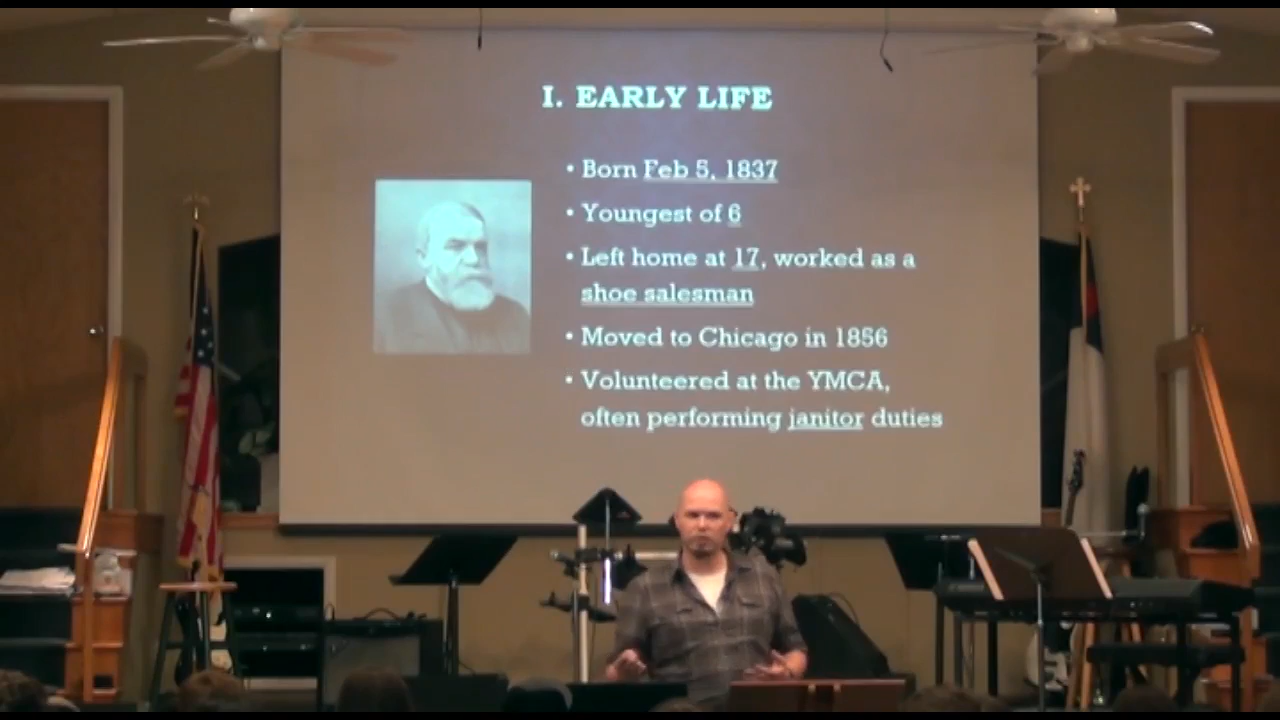 I. EARLY LIFE
• Born Feb 5, 1837
• Youngest of 6
• Left home at 17, worked as a
shoe salesman
• Moved to Chicago in 1856
• Volunteered at the YMCA,
often performing janitor duties